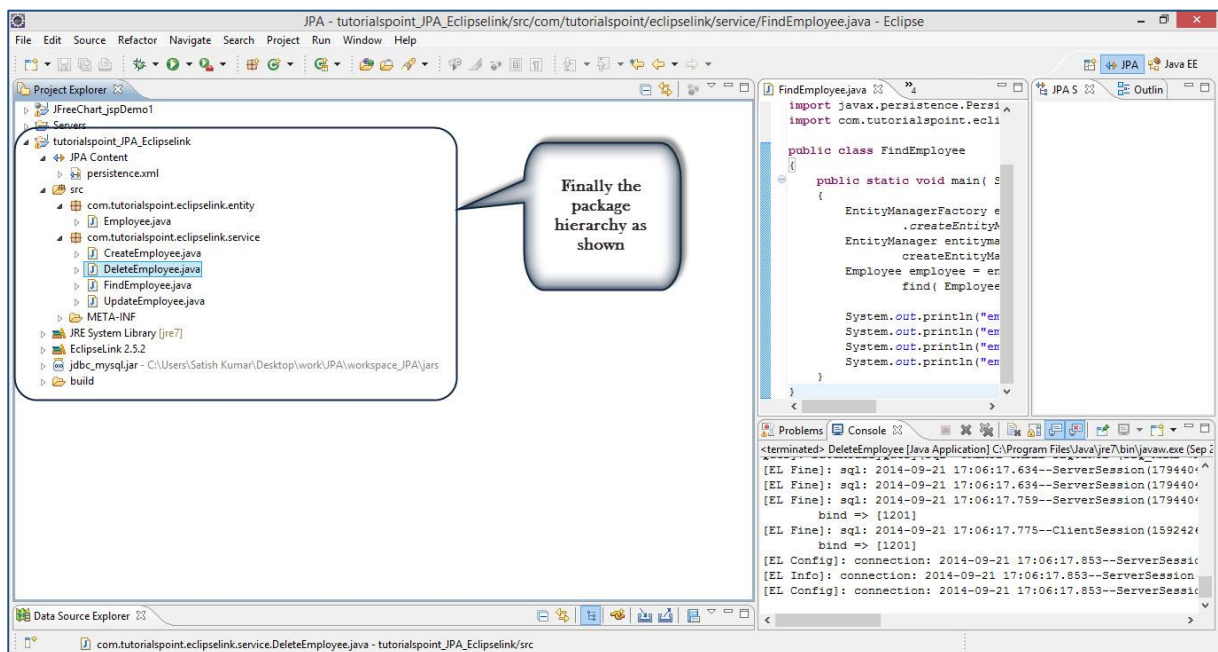 JPA - tutorialspoint_JPA_Eclipselink/src/com/tutorialspoint/eclipselink/service/FindEmployee.java - Eclipse
File Edit Source Refactor Navigate Search Project Run Window Help
JPA Java EE
Project Explorer
JFreeChart_jspDemo1
Servers
tutorialspoint_JPA_Eclipselink
JPA Content
persistence.xml
src
com.tutorialspoint.eclipselink.entity
Employee.java
com.tutorialspoint.eclipselink.service
CreateEmployee.java
DeleteEmployee.java
FindEmployee.java
UpdateEmployee.java
META-INF
JRE System Library [jre7]
EclipseLink 2.5.2
jdbc_mysql.jar - C:\Users\Satish Kumar\Desktop\work\JPA\workspace_JPA\jars
build
Finally the
package
hierarchy as
shown
FindEmployee.java 4
import javax.persistence.Persi
import com.tutorialspoint.ecli
public class FindEmployee
{
public static void main( S
{
EntityManagerFactory e
.createEntityM
EntityManager entityma
createEntityMa
Employee employee = en
find( Employee
System.out.println("em
System.out.println("em
System.out.println("em
System.out.println("em
}
}
JPA S Outlin
Problems Console
<terminated> DeleteEmployee [Java Application] C:\Program Files\Java\jre7\bin\javaw.exe (Sep 2
[EL Fine]: sql: 2014-09-21 17:06:17.634--ServerSession(1794404
[EL Fine]: sql: 2014-09-21 17:06:17.634--ServerSession(1794404
[EL Fine]: sql: 2014-09-21 17:06:17.759--ServerSession(1794404
bind => [1201]
[EL Fine]: sql: 2014-09-21 17:06:17.775--ClientSession(1592426
bind => [1201]
[EL Config]: connection: 2014-09-21 17:06:17.853--ServerSessio
[EL Info]: connection: 2014-09-21 17:06:17.853--ServerSession
[EL Config]: connection: 2014-09-21 17:06:17.853--ServerSessio
Data Source Explorer
com.tutorialspoint.eclipselink.service.DeleteEmployee.java - tutorialspoint_JPA_Eclipselink/src